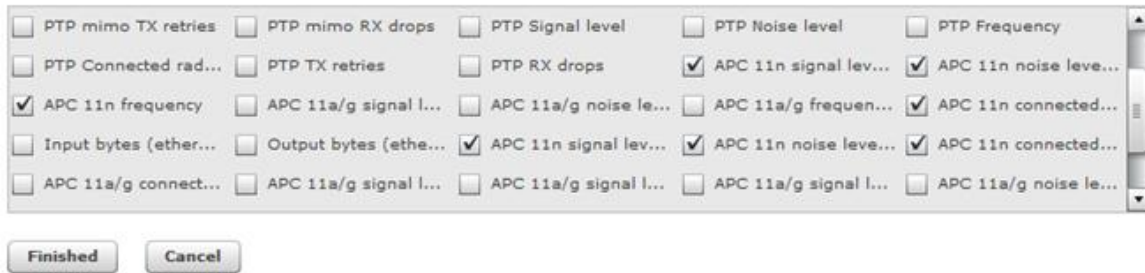 PTP mimo TX retries PTP mimo RX drops PTP Signal level PTP Noise level PTP Frequency
PTP Connected rad... PTP TX retries PTP RX drops APC 11n signal lev... APC 11n noise leve...
APC 11n frequency APC 11a/g signal l... APC 11a/g noise le... APC 11a/g frequen... APC 11n connected...
Input bytes (ether... Output bytes (ethe... APC 11n signal lev... APC 11n noise leve... APC 11n connected...
APC 11a/g connect... APC 11a/g signal l... APC 11a/g signal l... APC 11a/g signal l... APC 11a/g noise le...
Finished Cancel